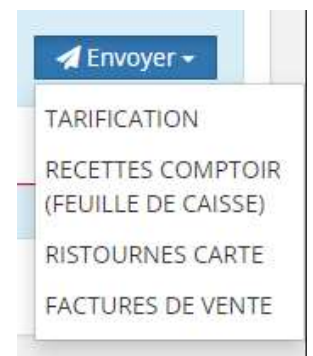 Envoyer
TARIFICATION
RECETTES COMPTOIR
(FEUILLE DE CAISSE)
RISTOURNES CARTE
FACTURES DE VENTE